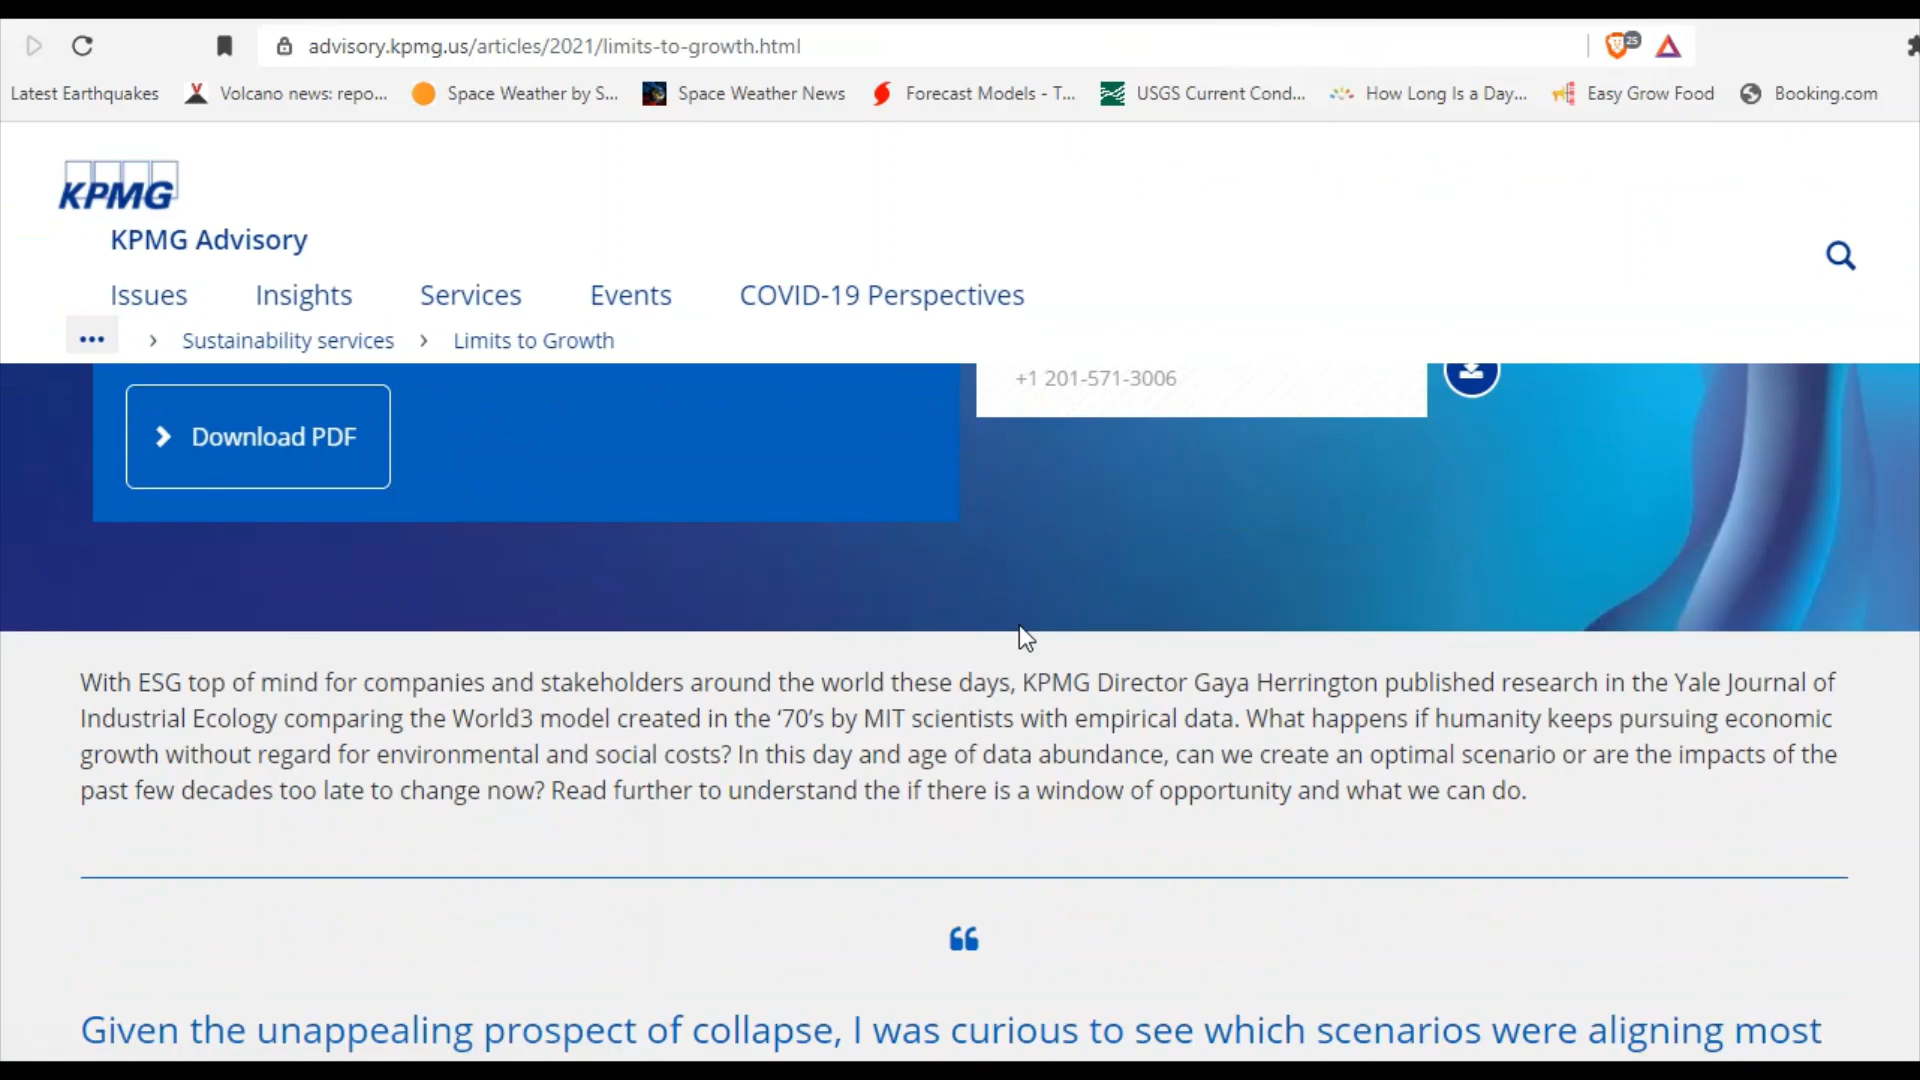 advisory.kpmg.us/articles/2021/limits-to-growth.html
25
Latest Earthquakes Volcano news: repo... Space Weather by S... Space Weather News Forecast Models - T... USGS Current Cond... How Long Is a Day... Easy Grow Food Booking.com
KPMG
KPMG Advisory
Issues Insights Services Events COVID-19 Perspectives
... > Sustainability services > Limits to Growth
+1 201-571-3006
Download PDF
With ESG top of mind for companies and stakeholders around the world these days, KPMG Director Gaya Herrington published research in the Yale Journal of
Industrial Ecology comparing the World3 model created in the ‘70’s by MIT scientists with empirical data. What happens if humanity keeps pursuing economic
growth without regard for environmental and social costs? In this day and age of data abundance, can we create an optimal scenario or are the impacts of the
past few decades too late to change now? Read further to understand the if there is a window of opportunity and what we can do.
“
Given the unappealing prospect of collapse, I was curious to see which scenarios were aligning most